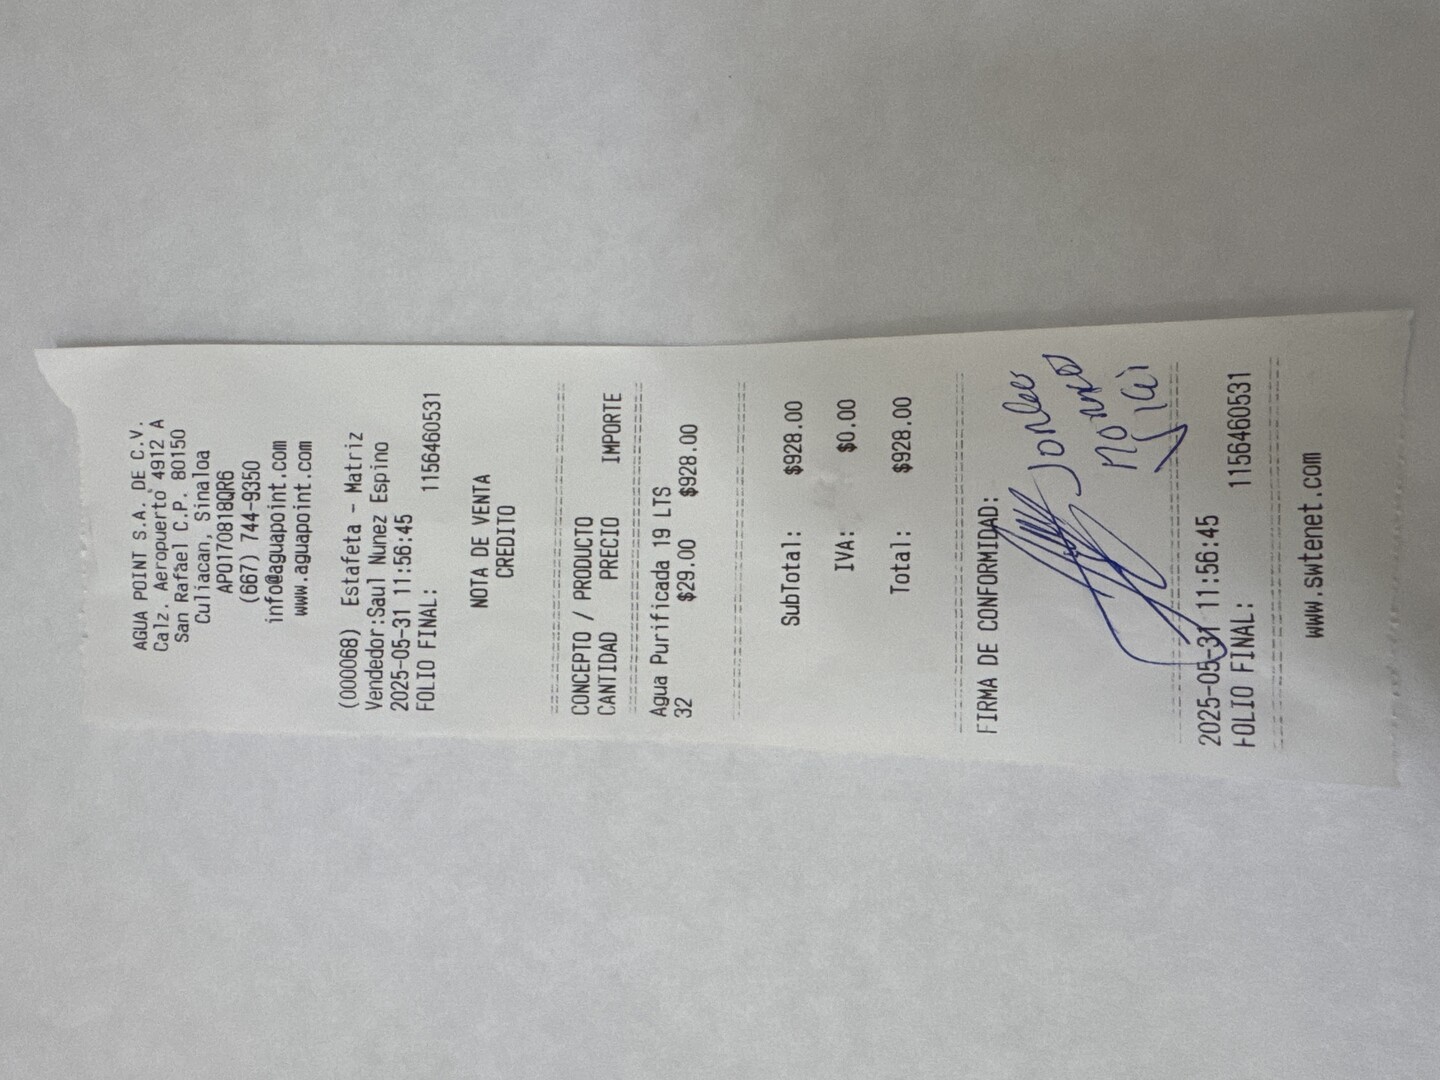 AGUA POINT S.A. DE C.V.
Calz. Aeropuerto 4912 A
San Rafael C.P. 80150
Culiacan, Sinaloa
APO170818QR6
(667) 744-9350
info@aguapoint.com
www.aguapoint.com
(000068) Estafeta - Matriz
Vendedor:Saul Nunez Espino
2025-05-31 11:56:45
FOLIO FINAL: 1156460531
NOTA DE VENTA
CREDITO
CONCEPTO / PRODUCTO
CANTIDAD PRECIO IMPORTE
Agua Purificada 19 LTS
32 $29.00 $928.00
SubTotal: $928.00
IVA: $0.00
Total: $928.00
FIRMA DE CONFORMIDAD:
2025-05-31 11:56:45
FOLIO FINAL: 1156460531
www.swtenet.com